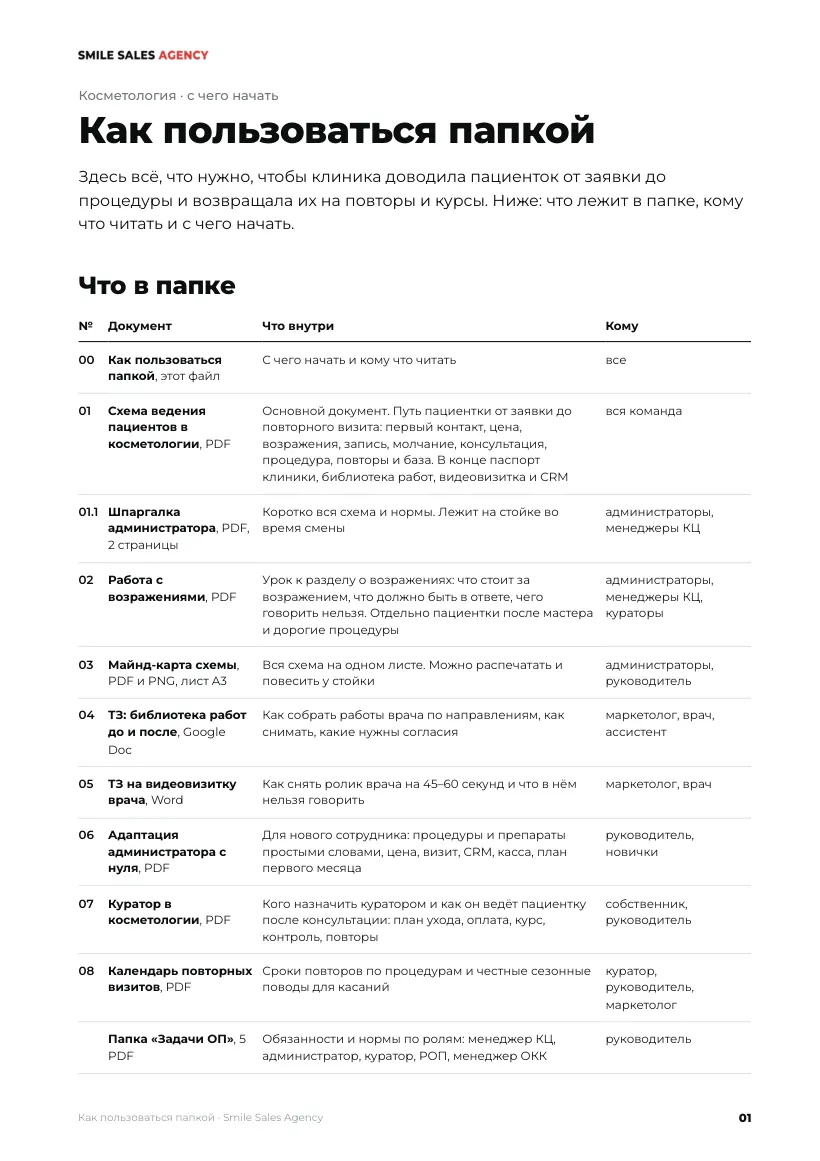 SMILE SALES AGENCY
Косметология · с чего начать
Как пользоваться папкой
Здесь всё, что нужно, чтобы клиника доводила пациенток от заявки до
процедуры и возвращала их на повторы и курсы. Ниже: что лежит в папке, кому
что читать и с чего начать.
Что в папке
№ Документ Что внутри Кому
00 Как пользоваться С чего начать и кому что читать все
папкой, этот файл
01 Схема ведения Основной документ. Путь пациентки от заявки до вся команда
пациентов в повторного визита: первый контакт, цена,
косметологии, PDF возражения, запись, молчание, консультация,
процедура, повторы и база. В конце паспорт
клиники, библиотека работ, видеовизитка и CRM
01.1 Шпаргалка Коротко вся схема и нормы. Лежит на стойке во администраторы,
администратора, PDF, время смены менеджеры КЦ
2 страницы
02 Работа с Урок к разделу о возражениях: что стоит за администраторы,
возражениями, PDF возражением, что должно быть в ответе, чего менеджеры КЦ,
говорить нельзя. Отдельно пациентки после мастера кураторы
и дорогие процедуры
03 Майнд-карта схемы, Вся схема на одном листе. Можно распечатать и администраторы,
PDF и PNG, лист А3 повесить у стойки руководитель
04 ТЗ: библиотека работ Как собрать работы врача по направлениям, как маркетолог, врач,
до и после, Google снимать, какие нужны согласия ассистент
Doc
05 ТЗ на видеовизитку Как снять ролик врача на 45–60 секунд и что в нём маркетолог, врач
врача, Word нельзя говорить
06 Адаптация Для нового сотрудника: процедуры и препараты руководитель,
администратора с простыми словами, цена, визит, CRM, касса, план новички
нуля, PDF первого месяца
07 Куратор в Кого назначить куратором и как он ведёт пациентку собственник,
косметологии, PDF после консультации: план ухода, оплата, курс, руководитель
контроль, повторы
08 Календарь повторных Сроки повторов по процедурам и честные сезонные куратор,
визитов, PDF поводы для касаний руководитель,
маркетолог
Папка «Задачи ОП», 5 Обязанности и нормы по ролям: менеджер КЦ, руководитель
PDF администратор, куратор, РОП, менеджер ОКК
Как пользоваться папкой · Smile Sales Agency 01